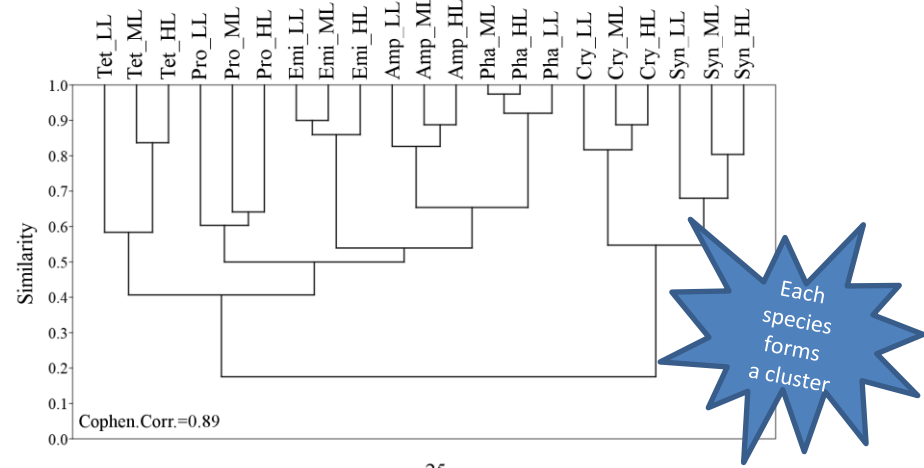 Tet_LL Tet_ML Tet_HL Pro_LL Pro_ML Pro_HL Emi_LL Emi_ML Emi_HL Amp_LL Amp_ML Amp_HL Pha_ML Pha_HL Pha_LL Cry_LL Cry_ML Cry_HL Syn_LL Syn_ML Syn_HL
1.0
0.9
0.8
0.7
0.6
0.5
0.4
0.3
0.2
0.1
0.0
Similarity
Cophen.Corr.=0.89
Each
species
forms
a cluster
25